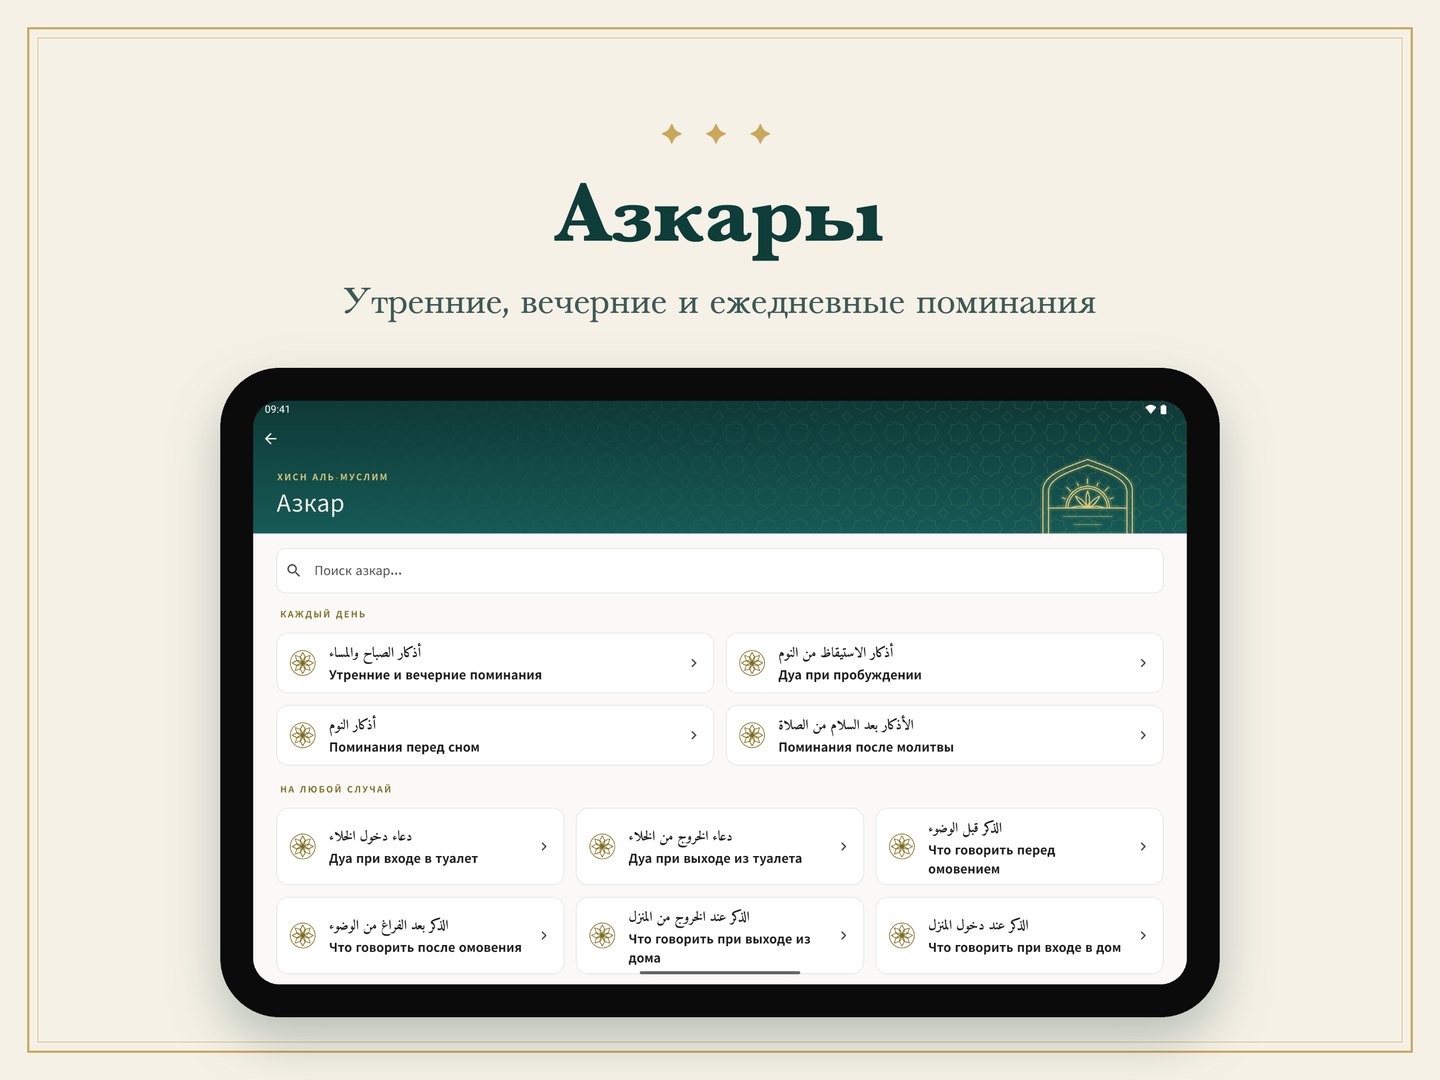 Азкары
Утренние, вечерние и ежедневные поминания
09:41
ХИСН АЛЬ-МУСЛИМ
Азкар
Поиск азкар...
КАЖДЫЙ ДЕНЬ
أذكار الصباح والمساء
Утренние и вечерние поминания
أذكار الاستيقاظ من النوم
Дуа при пробуждении
أذكار النوم
Поминания перед сном
الأذكار بعد السلام من الصلاة
Поминания после молитвы
НА ЛЮБОЙ СЛУЧАЙ
دعاء دخول الخلاء
Дуа при входе в туалет
دعاء الخروج من الخلاء
Дуа при выходе из туалета
الذكر قبل الوضوء
Что говорить перед
омовением
الذكر بعد الفراغ من الوضوء
Что говорить после омовения
الذكر عند الخروج من المنزل
Что говорить при выходе из
дома
الذكر عند دخول المنزل
Что говорить при входе в дом